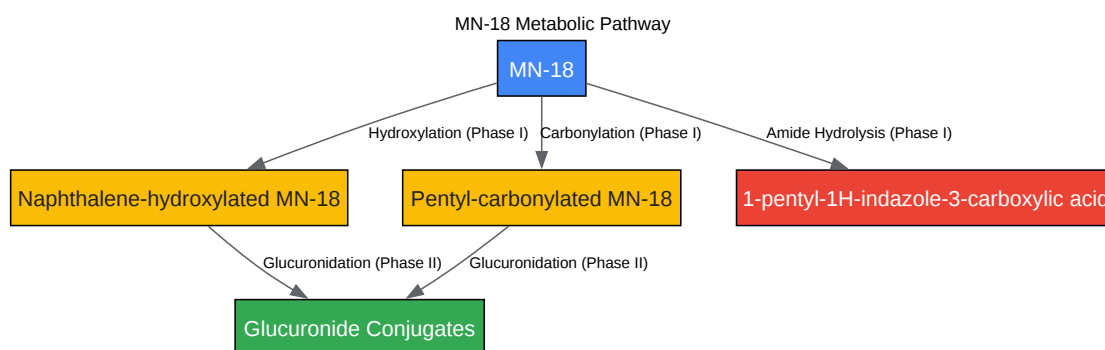 MN-18 Metabolic Pathway
MN-18
Hydroxylation (Phase I)
Carbonylation (Phase I)
Amide Hydrolysis (Phase I)
Naphthalene-hydroxylated MN-18
Pentyl-carbonylated MN-18
1-pentyl-1H-indazole-3-carboxylic acid
Glucuronidation (Phase II)
Glucuronidation (Phase II)
Glucuronide Conjugates